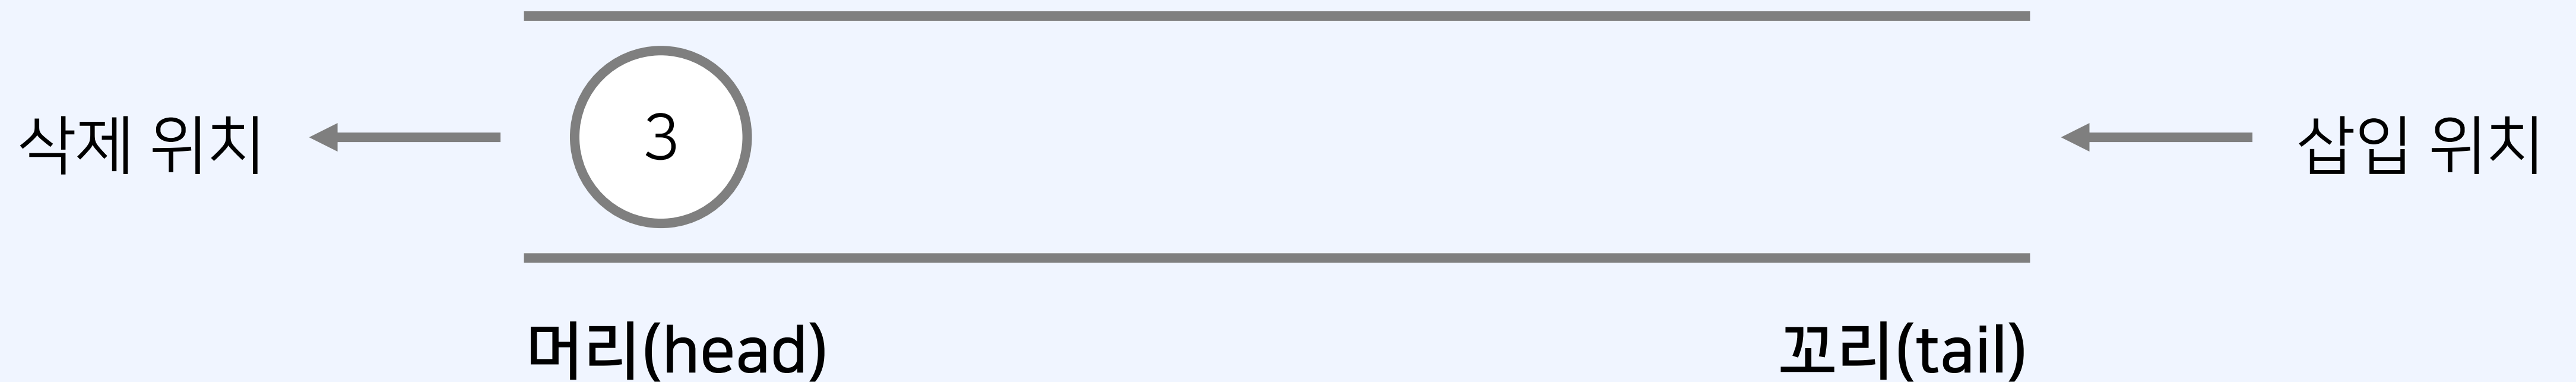 삭제 위치
3
삽입 위치
머리(head)
꼬리(tail)